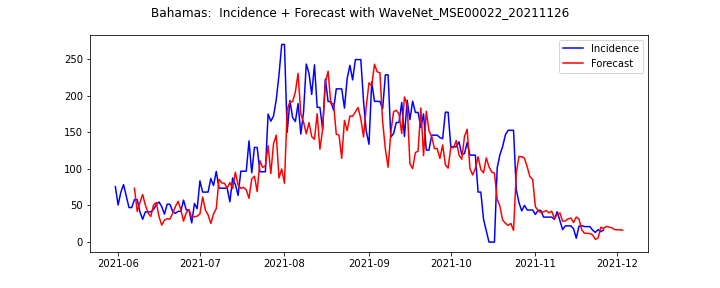 Bahamas:  Incidence + Forecast with WaveNet_MSE00022_20211126
Incidence
Forecast
250
200
150
100
50
0
2021-06 2021-07 2021-08 2021-09 2021-10 2021-11 2021-12